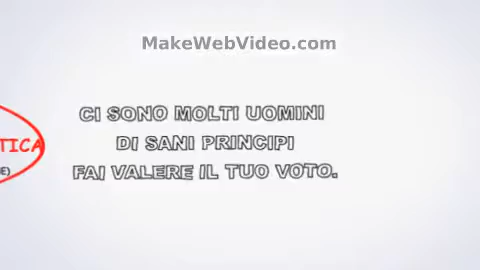 MakeWebVideo.com
CI SONO MOLTI UOMINI
DI SANI PRINCIPI
TICA
FAI VALERE IL TUO VOTO.
E)